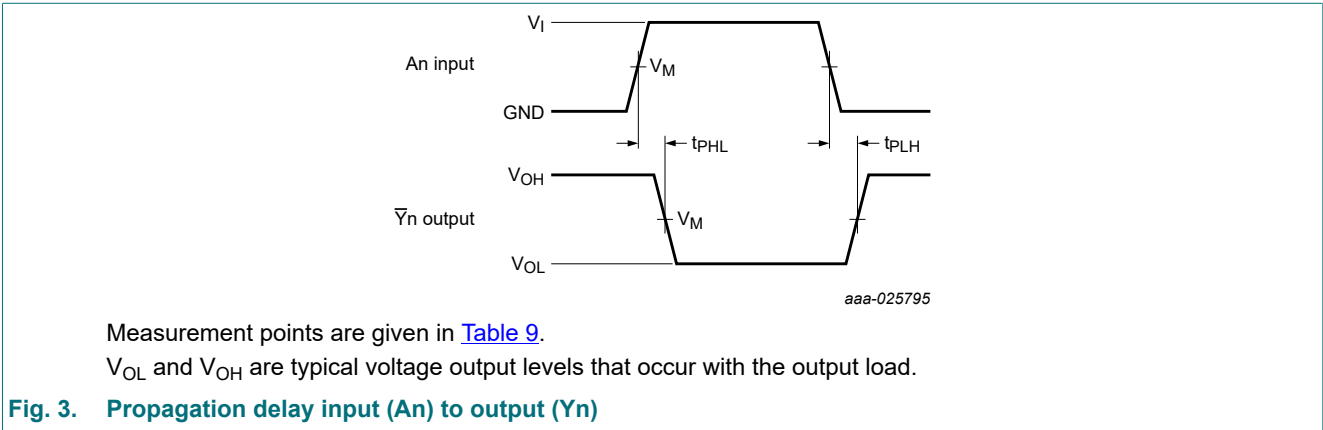 V_I
An input
V_M
GND
t_PHL
t_PLH
V_OH
Y̅n output
V_M
V_OL
aaa-025795
Measurement points are given in Table 9.
V_OL and V_OH are typical voltage output levels that occur with the output load.
Fig. 3. Propagation delay input (An) to output (Yn)